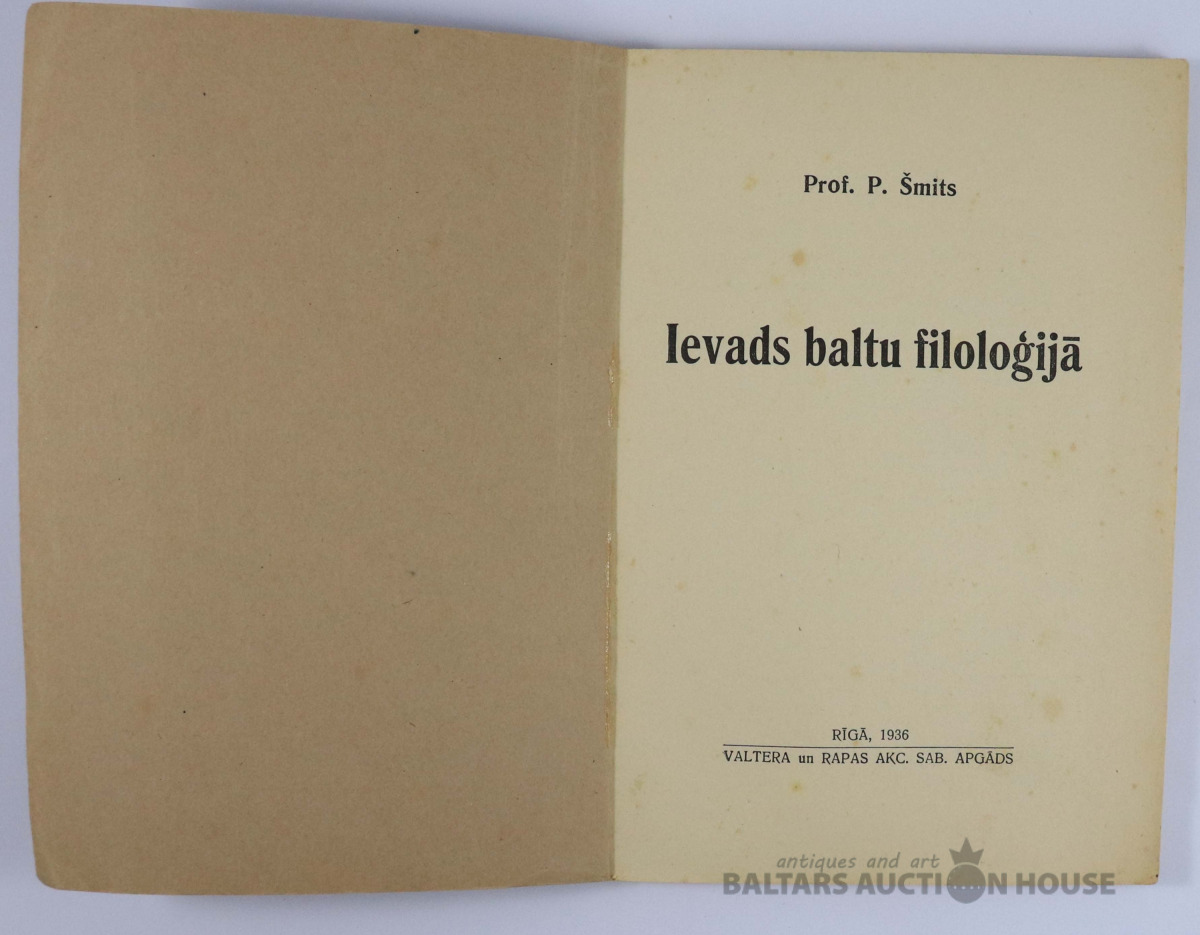 Prof. P. Šmits
Ievads baltu filoloģijā
RĪGĀ, 1936
VALTERA un RAPAS AKC. SAB. APGĀDS
antiques and art
BALTARS AUCTION HOUSE